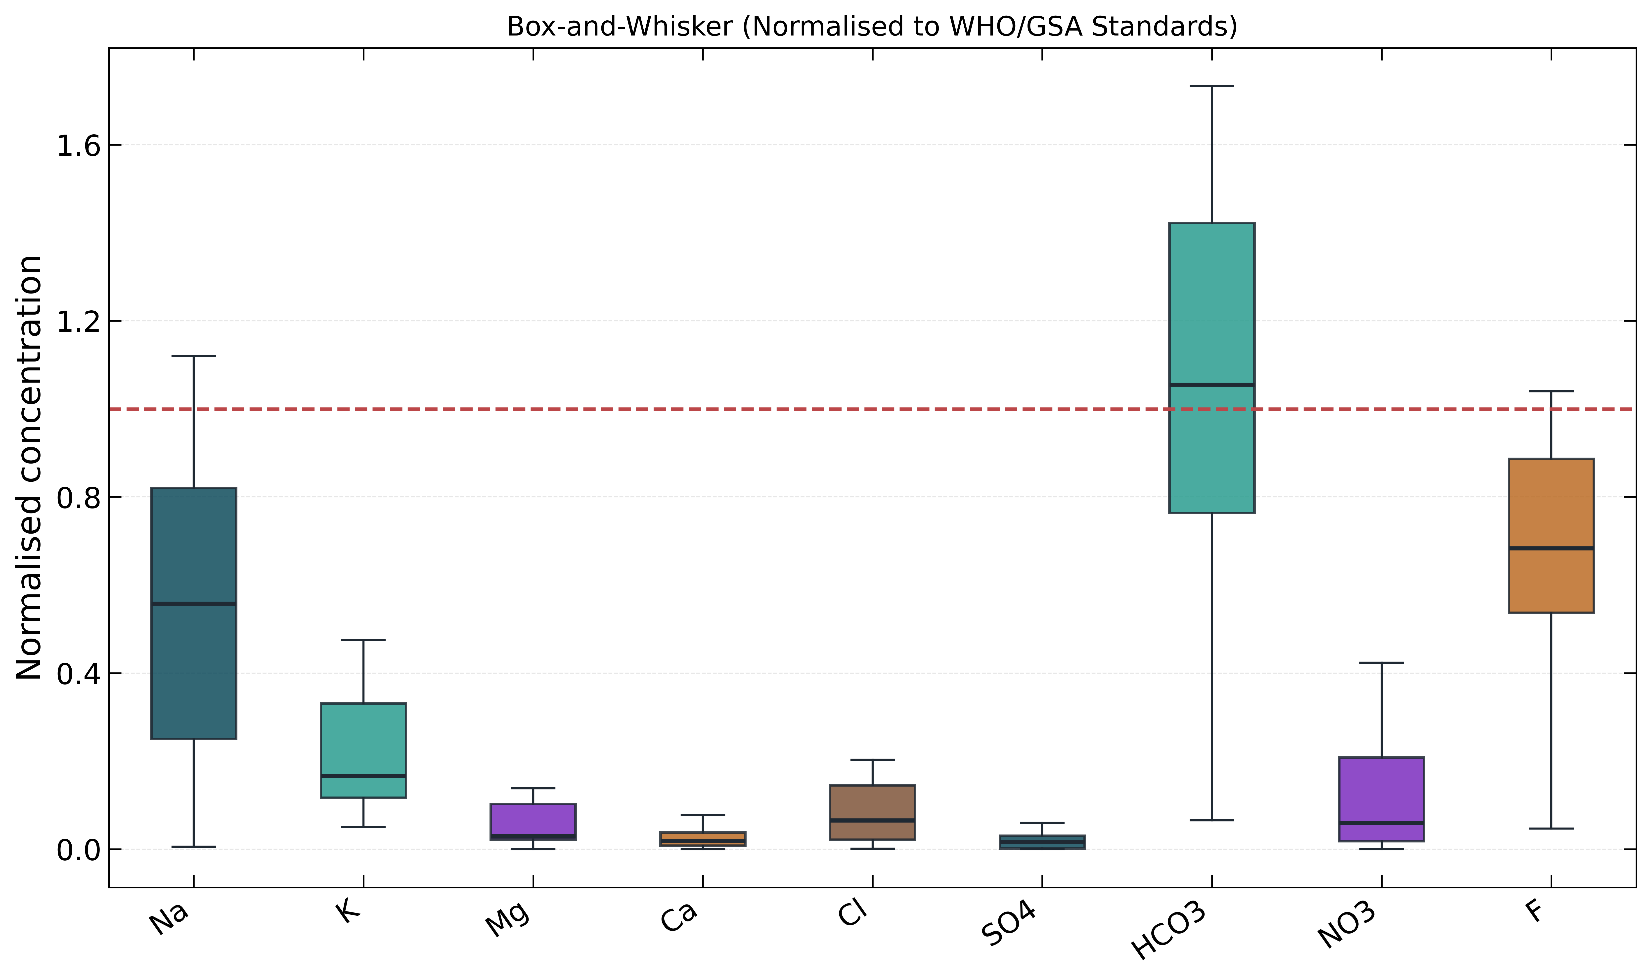 Box-and-Whisker (Normalised to WHO/GSA Standards)
Normalised concentration
1.6
1.2
0.8
0.4
0.0
Na
K
Mg
Ca
Cl
SO4
HCO3
NO3
F